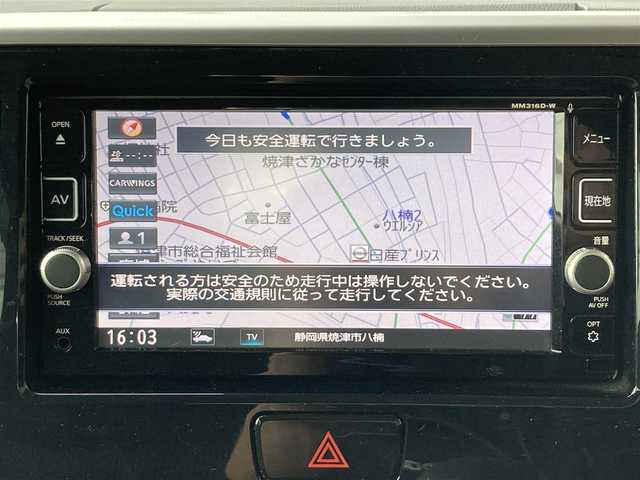 MM316D-W
OPEN
メニュー
今日も安全運転で行きましょう。
焼津さかなセンター棟
--:--
CARWINGS
AV
現在地
Quick
病院
富士屋
八楠2
ウエルシア
1
TRACK/SEEK
音量
津市総合福祉会館
日産プリンス
運転される方は安全のため走行中は操作しないでください。
実際の交通規則に従って走行してください。
PUSH
SOURCE
PUSH
AV OFF
AUX
OPT
16:03
TV
静岡県焼津市八楠